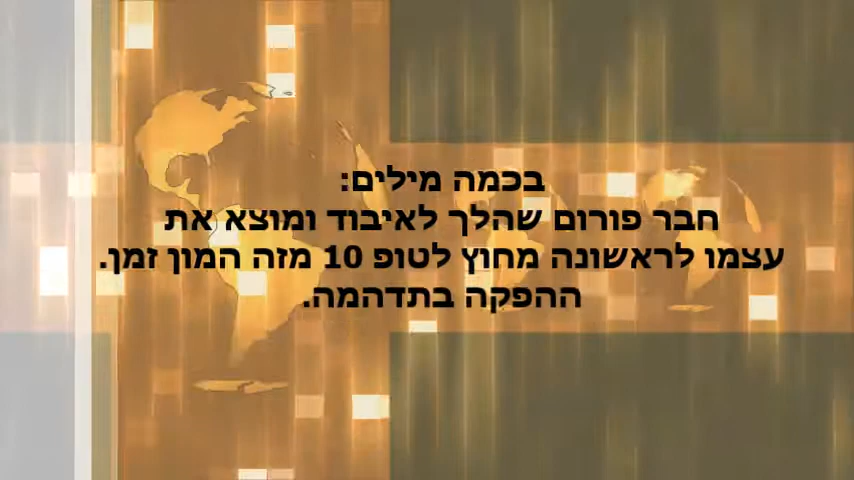 בכמה מילים:
חבר פורום שהלך לאיבוד ומוצא את
עצמו לראשונה מחוץ לטופ 10 מזה המון זמן.
ההפקה בתדהמה.